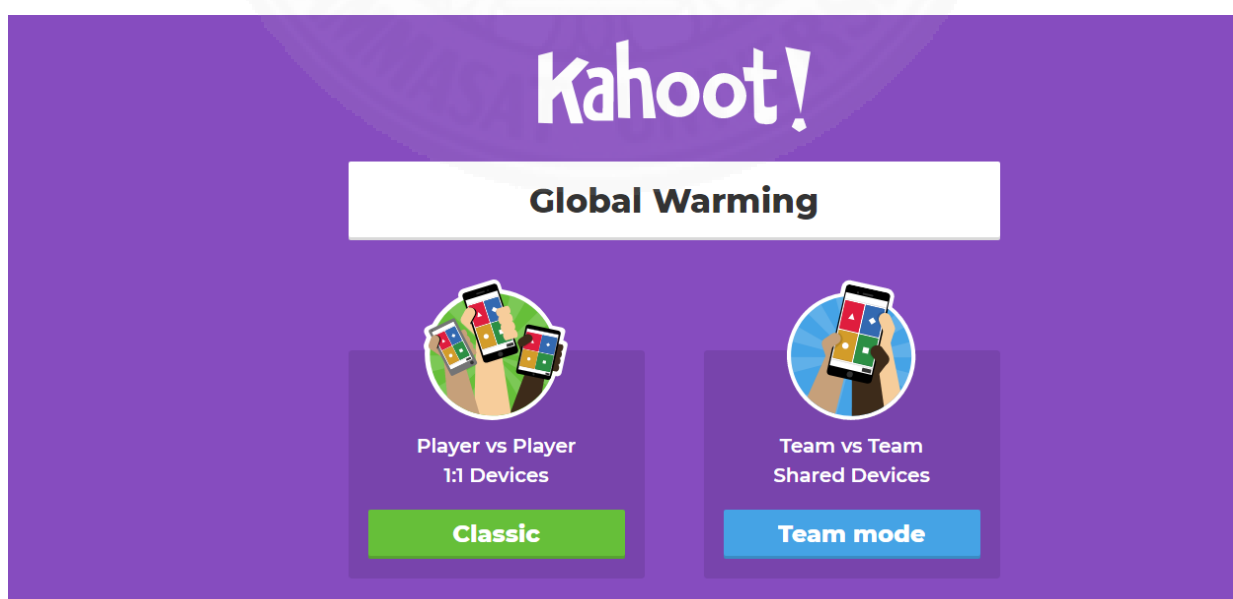 Kahoot!
Global Warming
Player vs Player
1:1 Devices
Classic
Team vs Team
Shared Devices
Team mode